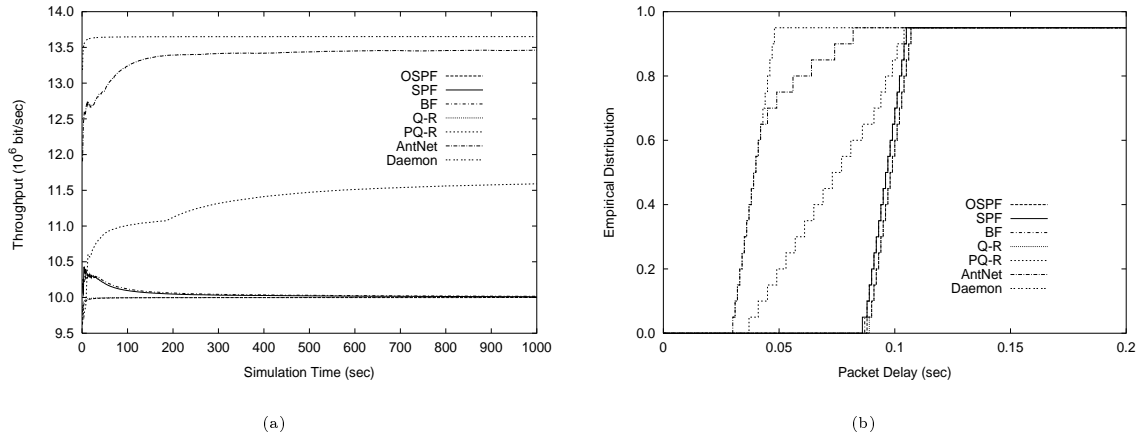 14.0
13.5
13.0
12.5
12.0
11.5
11.0
10.5
10.0
9.5
0 100 200 300 400 500 600 700 800 900 1000
Throughput (10⁶ bit/sec)
Simulation Time (sec)
OSPF
SPF
BF
Q-R
PQ-R
AntNet
Daemon
(a)
1.0
0.8
0.6
0.4
0.2
0.0
0 0.05 0.1 0.15 0.2
Empirical Distribution
Packet Delay (sec)
OSPF
SPF
BF
Q-R
PQ-R
AntNet
Daemon
(b)